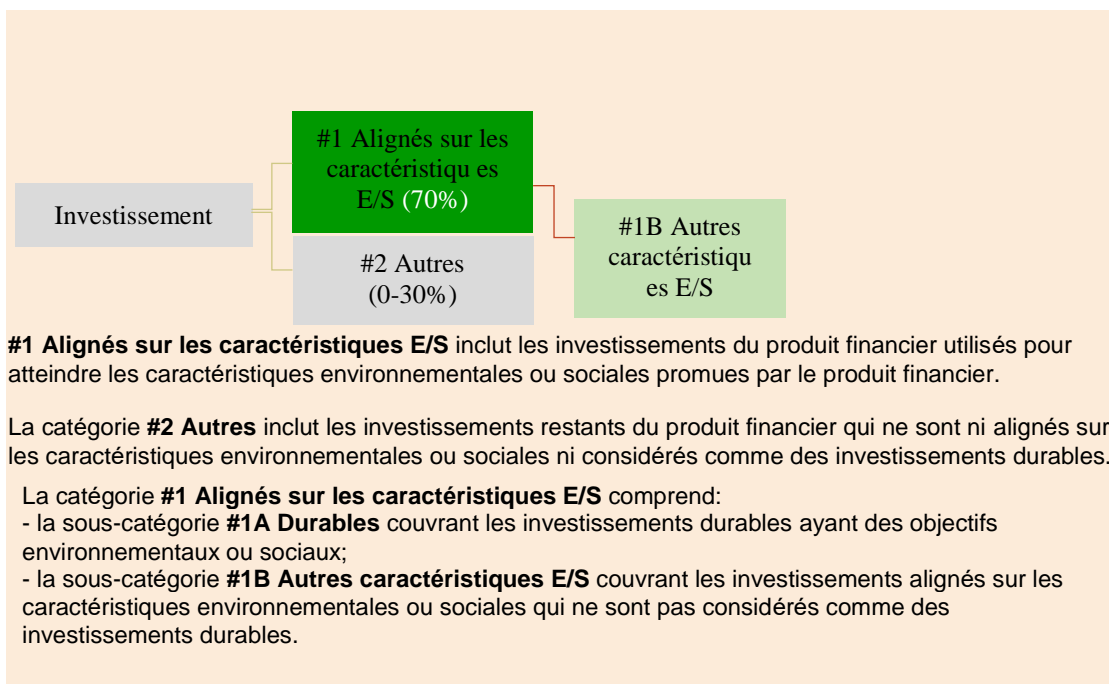 #1 Alignés sur les
caractéristiqu es
E/S (70%)
Investissement
#2 Autres
(0-30%)
#1B Autres
caractéristiqu
es E/S
#1 Alignés sur les caractéristiques E/S inclut les investissements du produit financier utilisés pour
atteindre les caractéristiques environnementales ou sociales promues par le produit financier.
La catégorie #2 Autres inclut les investissements restants du produit financier qui ne sont ni alignés sur
les caractéristiques environnementales ou sociales ni considérés comme des investissements durables.
La catégorie #1 Alignés sur les caractéristiques E/S comprend:
- la sous-catégorie #1A Durables couvrant les investissements durables ayant des objectifs
environnementaux ou sociaux;
- la sous-catégorie #1B Autres caractéristiques E/S couvrant les investissements alignés sur les
caractéristiques environnementales ou sociales qui ne sont pas considérés comme des
investissements durables.